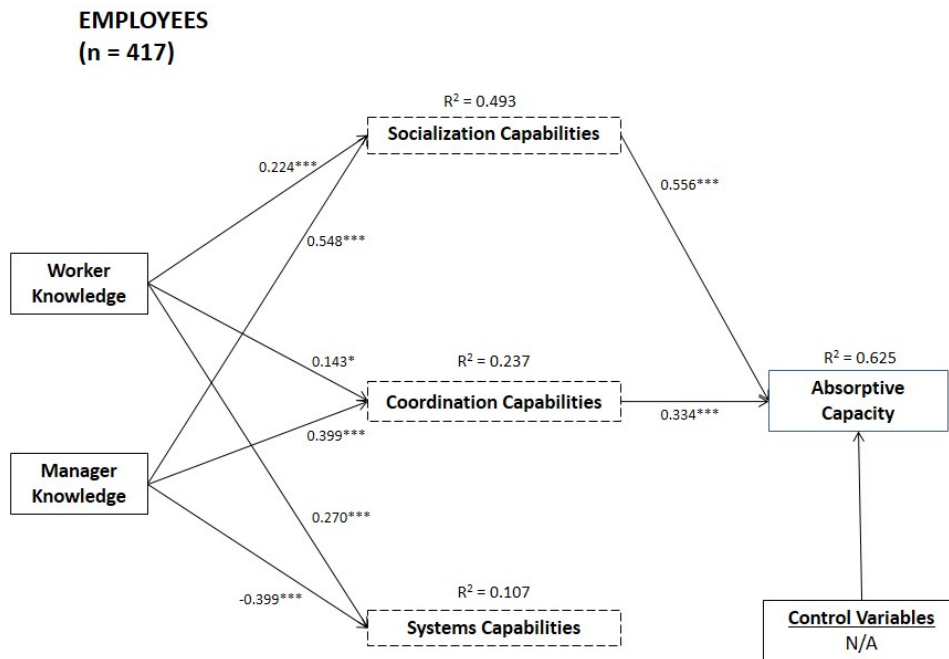 EMPLOYEES
(n = 417)
R² = 0.493
Socialization Capabilities
0.224***
0.556***
0.548***
Worker
Knowledge
0.143*
R² = 0.237
R² = 0.625
Coordination Capabilities
0.334***
Absorptive
Capacity
0.399***
Manager
Knowledge
0.270***
-0.399***
R² = 0.107
Systems Capabilities
Control Variables
N/A